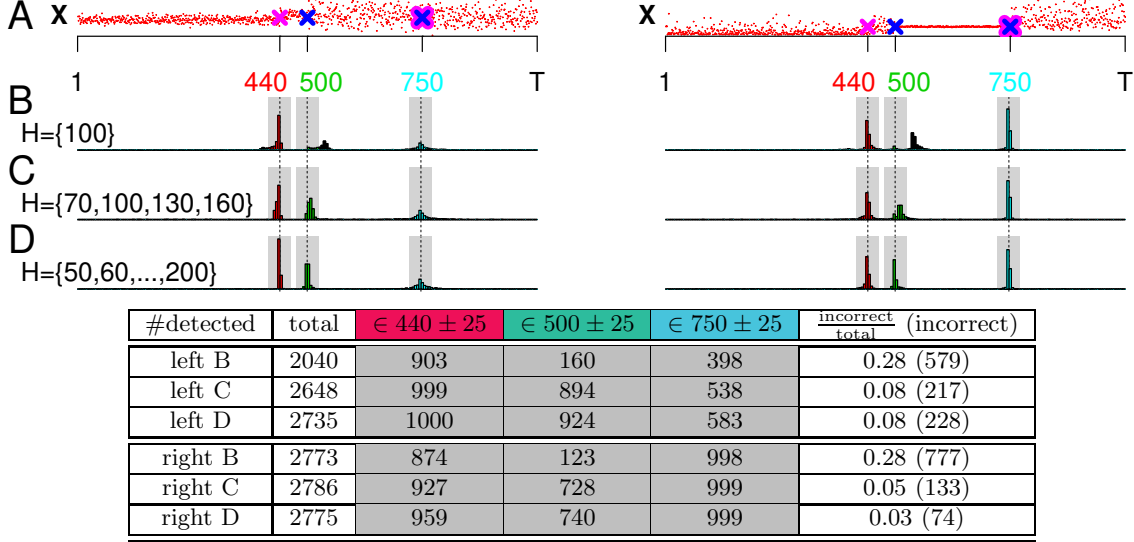 A X X
1 440 500 750 T 440 500 750 T
B
H={100}
C
H={70,100,130,160}
D
H={50,60,...,200}
#detected total ∈ 440 ± 25 ∈ 500 ± 25 ∈ 750 ± 25 incorrect/total (incorrect)
left B 2040 903 160 398 0.28 (579)
left C 2648 999 894 538 0.08 (217)
left D 2735 1000 924 583 0.08 (228)
right B 2773 874 123 998 0.28 (777)
right C 2786 927 728 999 0.05 (133)
right D 2775 959 740 999 0.03 (74)